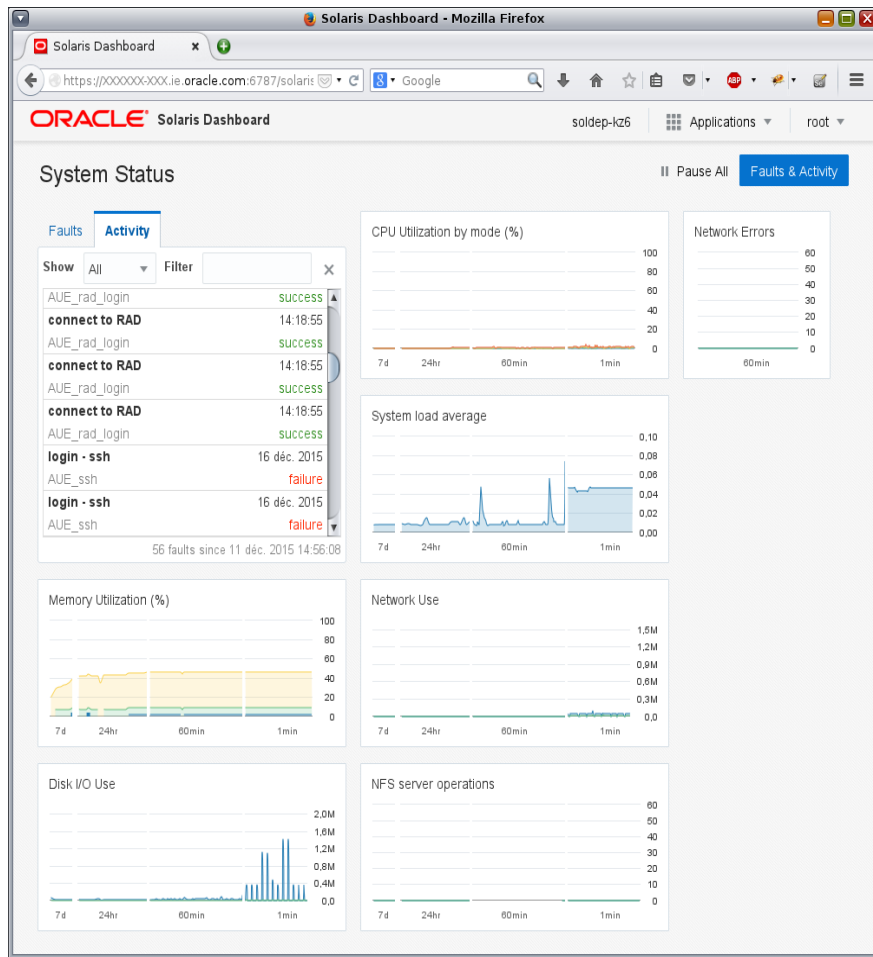 Solaris Dashboard - Mozilla Firefox
Solaris Dashboard
https://XXXXXX-XXX.ie.oracle.com:6787/solaris
Google
ABP
ORACLE Solaris Dashboard soldep-kz6 Applications root
System Status Pause All Faults & Activity
Faults Activity
Show All Filter
AUE_rad_login success
connect to RAD 14:18:55
AUE_rad_login success
connect to RAD 14:18:55
AUE_rad_login success
connect to RAD 14:18:55
AUE_rad_login success
login - ssh 16 déc. 2015
AUE_ssh failure
login - ssh 16 déc. 2015
AUE_ssh failure
56 faults since 11 déc. 2015 14:56:08
CPU Utilization by mode (%)
100
80
60
40
20
0
7d 24hr 60min 1min
Network Errors
60
50
40
30
20
10
0
60min
System load average
0,10
0,08
0,06
0,04
0,02
0,00
7d 24hr 60min 1min
Memory Utilization (%)
100
80
60
40
20
0
7d 24hr 60min 1min
Network Use
1,5M
1,2M
0,9M
0,6M
0,3M
0,0
7d 24hr 60min 1min
Disk I/O Use
2,0M
1,6M
1,2M
0,8M
0,4M
0,0
7d 24hr 60min 1min
NFS server operations
60
50
40
30
20
10
0
7d 24hr 60min 1min